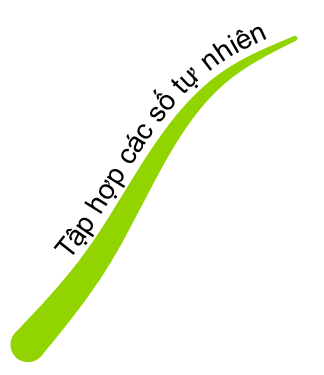 Tập hợp các số tự nhiên